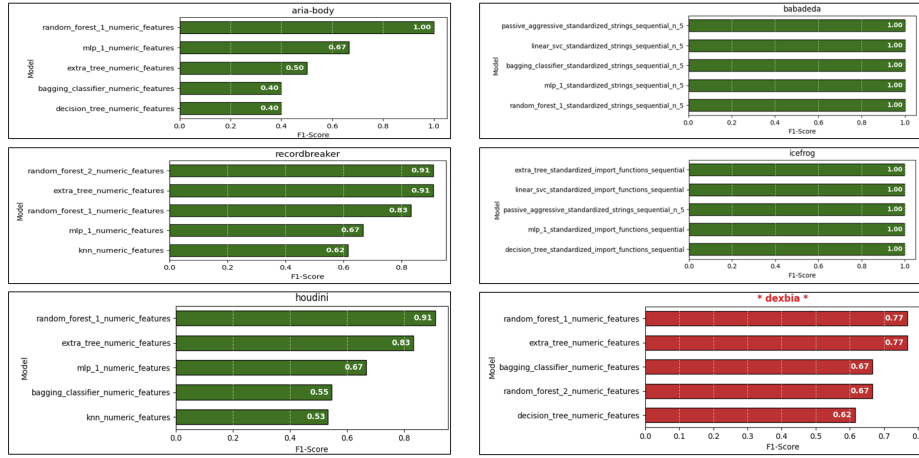 aria-body
Model
random_forest_1_numeric_features
1.00
mlp_1_numeric_features
0.67
extra_tree_numeric_features
0.50
bagging_classifier_numeric_features
0.40
decision_tree_numeric_features
0.40
0.0 0.2 0.4 0.6 0.8 1.0
F1-Score
babadeda
Model
passive_aggressive_standardized_strings_sequential_n_5
1.00
linear_svc_standardized_strings_sequential_n_5
1.00
bagging_classifier_standardized_strings_sequential_n_5
1.00
mlp_1_standardized_strings_sequential_n_5
1.00
random_forest_1_standardized_strings_sequential_n_5
1.00
0.0 0.2 0.4 0.6 0.8 1.0
F1-Score
recordbreaker
Model
random_forest_2_numeric_features
0.91
extra_tree_numeric_features
0.91
random_forest_1_numeric_features
0.83
mlp_1_numeric_features
0.67
knn_numeric_features
0.62
0.0 0.2 0.4 0.6 0.8
F1-Score
icefrog
Model
extra_tree_standardized_import_functions_sequential
1.00
linear_svc_standardized_import_functions_sequential
1.00
passive_aggressive_standardized_strings_sequential_n_5
1.00
mlp_1_standardized_import_functions_sequential
1.00
decision_tree_standardized_import_functions_sequential
1.00
0.0 0.2 0.4 0.6 0.8 1.0
F1-Score
houdini
Model
random_forest_1_numeric_features
0.91
extra_tree_numeric_features
0.83
mlp_1_numeric_features
0.67
bagging_classifier_numeric_features
0.55
knn_numeric_features
0.53
0.0 0.2 0.4 0.6 0.8
F1-Score
* dexbia *
Model
random_forest_1_numeric_features
0.77
extra_tree_numeric_features
0.77
bagging_classifier_numeric_features
0.67
random_forest_2_numeric_features
0.67
decision_tree_numeric_features
0.62
0.0 0.1 0.2 0.3 0.4 0.5 0.6 0.7
F1-Score